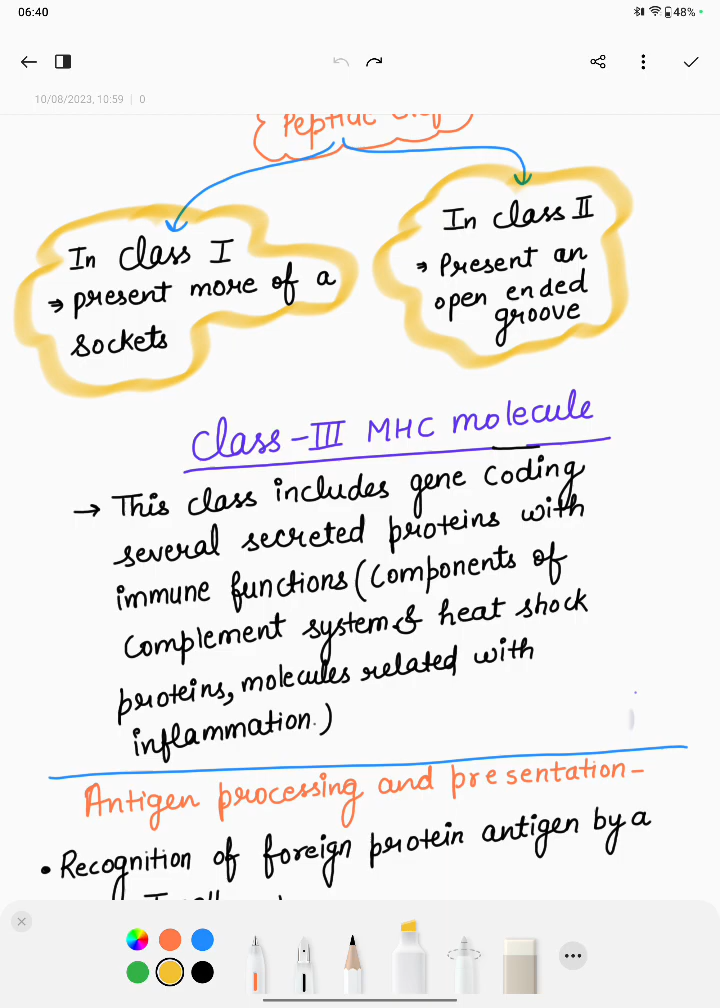 06:40
48%
10/08/2023, 10:59 | 0
Peptide
In class I
→ present more of a
sockets
In class II
→ Present an
open ended
groove
Class-III MHC molecule
→ This class includes gene coding
several secreted proteins with
immune functions (Components of
Complement system & heat shock
proteins, molecules related with
inflammation.)
Antigen processing and presentation-
• Recognition of foreign protein antigen by a